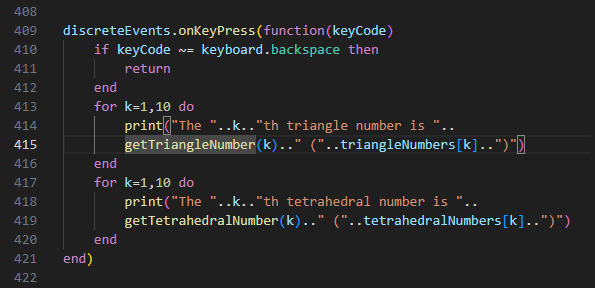 408
409 discreteEvents.onKeyPress(function(keyCode)
410     if keyCode ~= keyboard.backspace then
411         return
412     end
413     for k=1,10 do
414         print("The "..k.."th triangle number is "..
415         getTriangleNumber(k).." ("..triangleNumbers[k]..")")
416     end
417     for k=1,10 do
418         print("The "..k.."th tetrahedral number is "..
419         getTetrahedralNumber(k).." ("..tetrahedralNumbers[k]..")")
420     end
421 end)
422